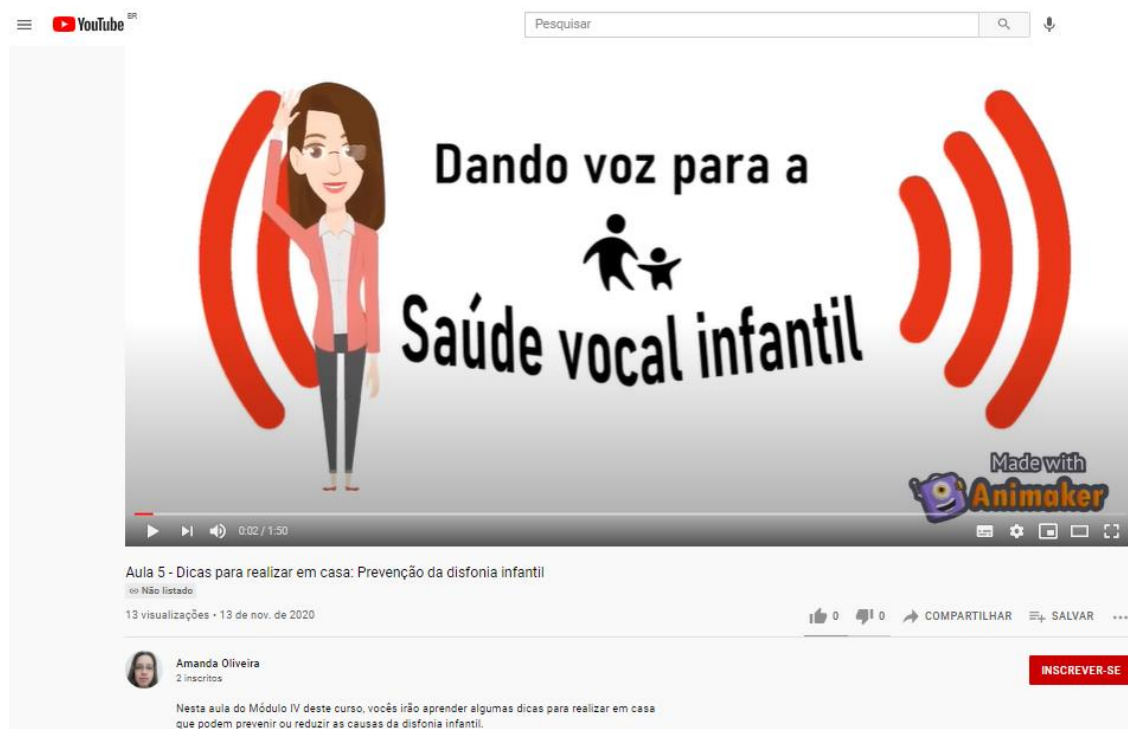 YouTube BR
Pesquisar
Dando voz para a
Saúde vocal infantil
Made with
Animaker
0:02 / 1:50
Aula 5 - Dicas para realizar em casa: Prevenção da disfonia infantil
Não listado
13 visualizações • 13 de nov. de 2020
0
0
COMPARTILHAR
SALVAR
Amanda Oliveira
2 inscritos
INSCREVER-SE
Nesta aula do Módulo IV deste curso, vocês irão aprender algumas dicas para realizar em casa
que podem prevenir ou reduzir as causas da disfonia infantil.